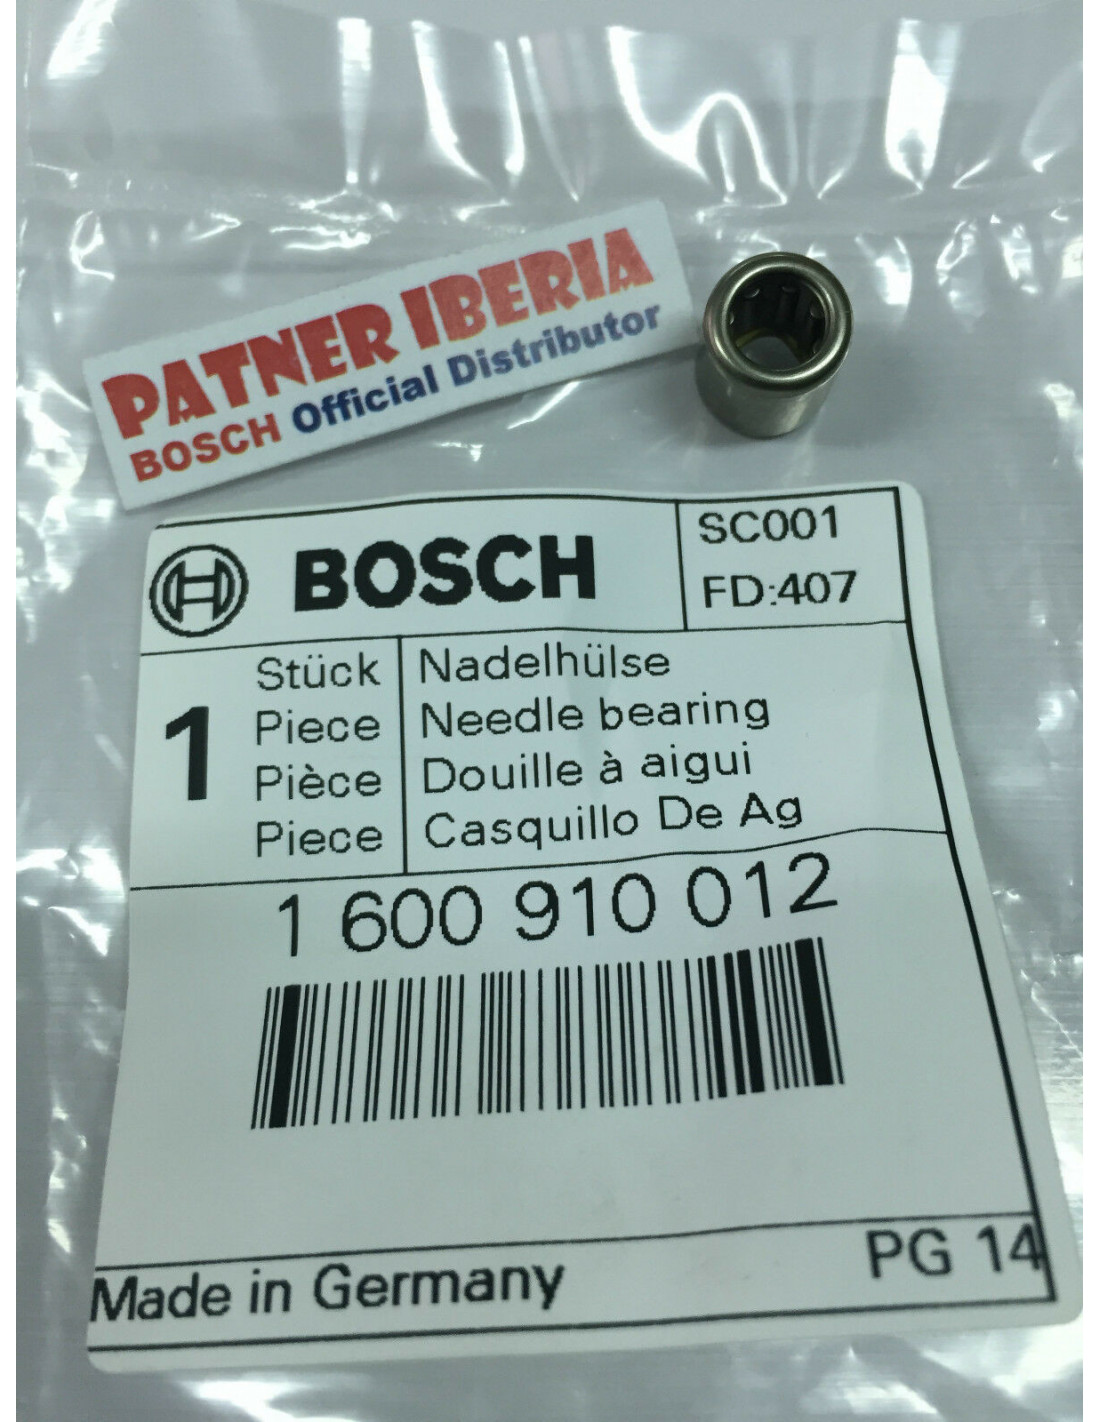 PATNER IBERIA
BOSCH Official Distributor
BOSCH
SC001
FD:407
1
Stück
Piece
Pièce
Piece
Nadelhülse
Needle bearing
Douille à aigui
Casquillo De Ag
1 600 910 012
Made in Germany
PG 14